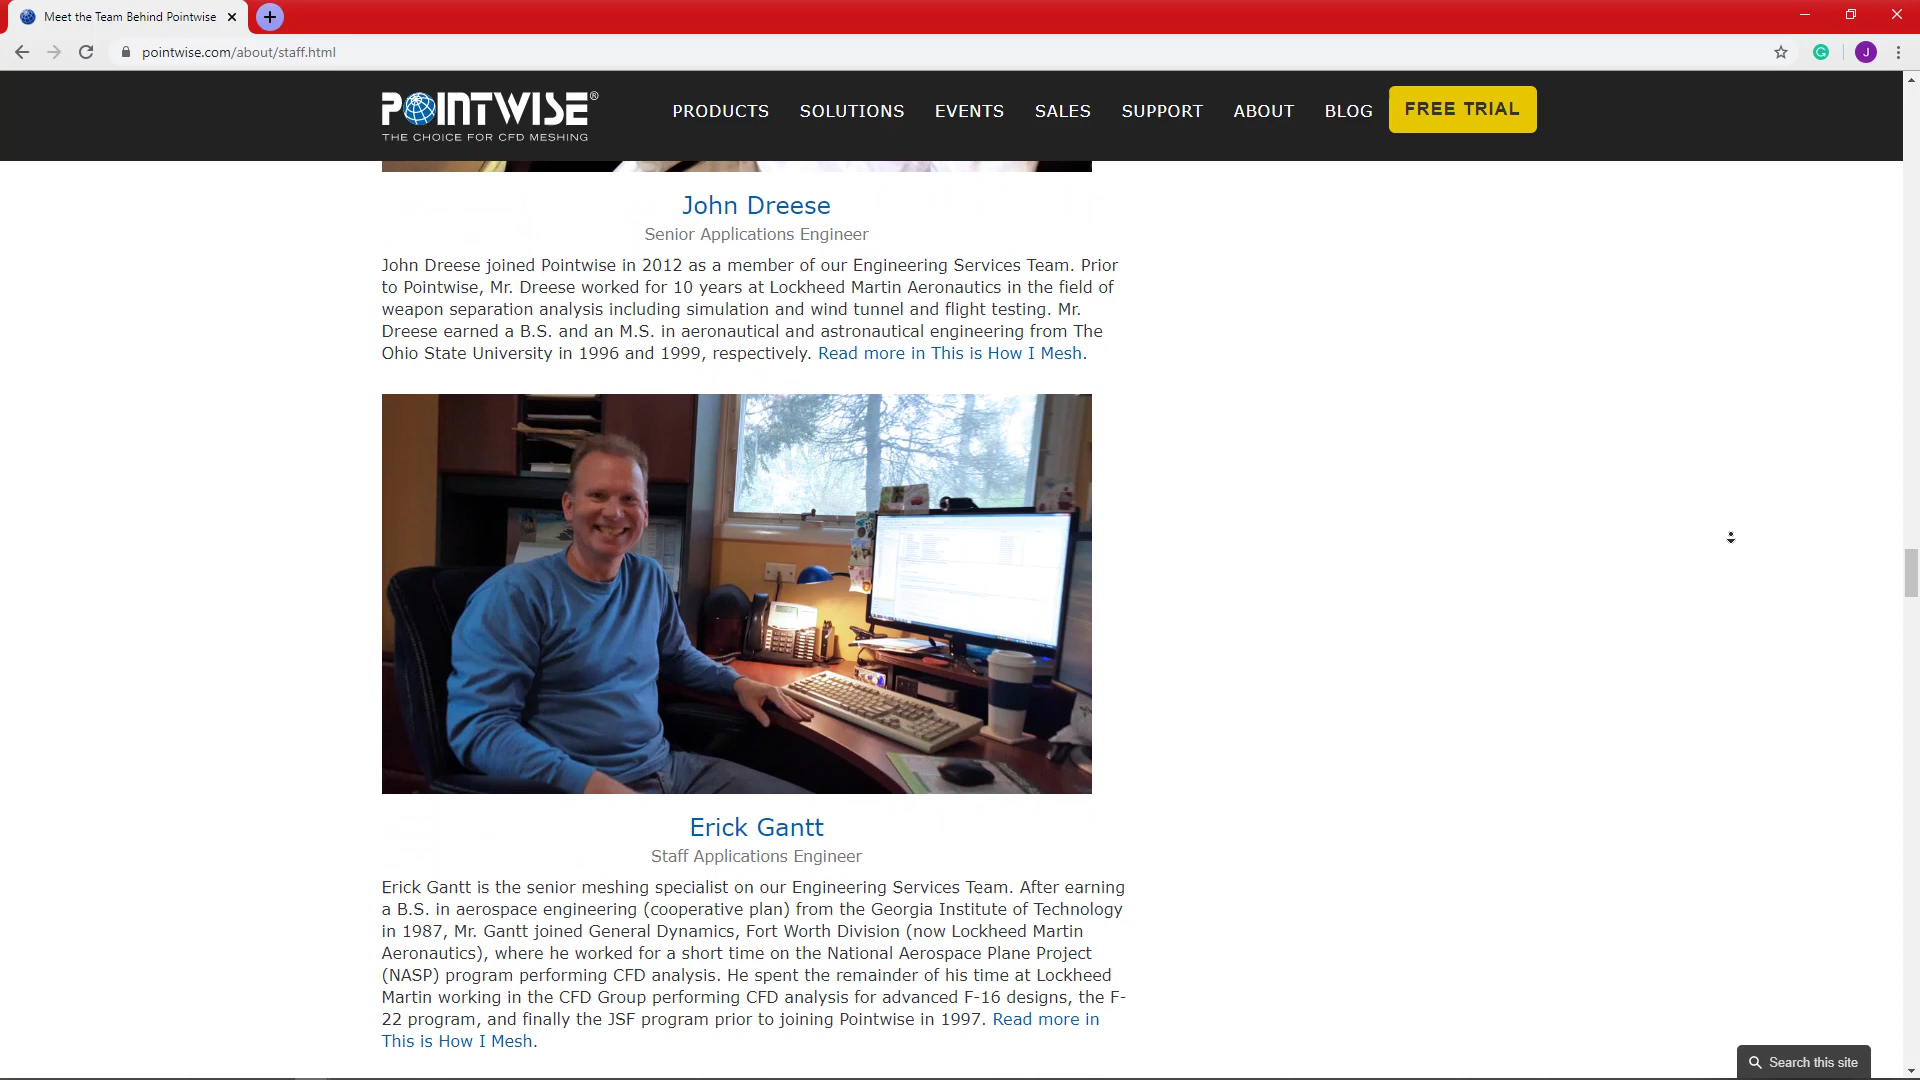 Meet the Team Behind Pointwise
pointwise.com/about/staff.html
J
POINTWISE®
THE CHOICE FOR CFD MESHING
PRODUCTS SOLUTIONS EVENTS SALES SUPPORT ABOUT BLOG FREE TRIAL
John Dreese
Senior Applications Engineer
John Dreese joined Pointwise in 2012 as a member of our Engineering Services Team. Prior
to Pointwise, Mr. Dreese worked for 10 years at Lockheed Martin Aeronautics in the field of
weapon separation analysis including simulation and wind tunnel and flight testing. Mr.
Dreese earned a B.S. and an M.S. in aeronautical and astronautical engineering from The
Ohio State University in 1996 and 1999, respectively. Read more in This is How I Mesh.
Erick Gantt
Staff Applications Engineer
Erick Gantt is the senior meshing specialist on our Engineering Services Team. After earning
a B.S. in aerospace engineering (cooperative plan) from the Georgia Institute of Technology
in 1987, Mr. Gantt joined General Dynamics, Fort Worth Division (now Lockheed Martin
Aeronautics), where he worked for a short time on the National Aerospace Plane Project
(NASP) program performing CFD analysis. He spent the remainder of his time at Lockheed
Martin working in the CFD Group performing CFD analysis for advanced F-16 designs, the F-
22 program, and finally the JSF program prior to joining Pointwise in 1997. Read more in
This is How I Mesh.
Search this site